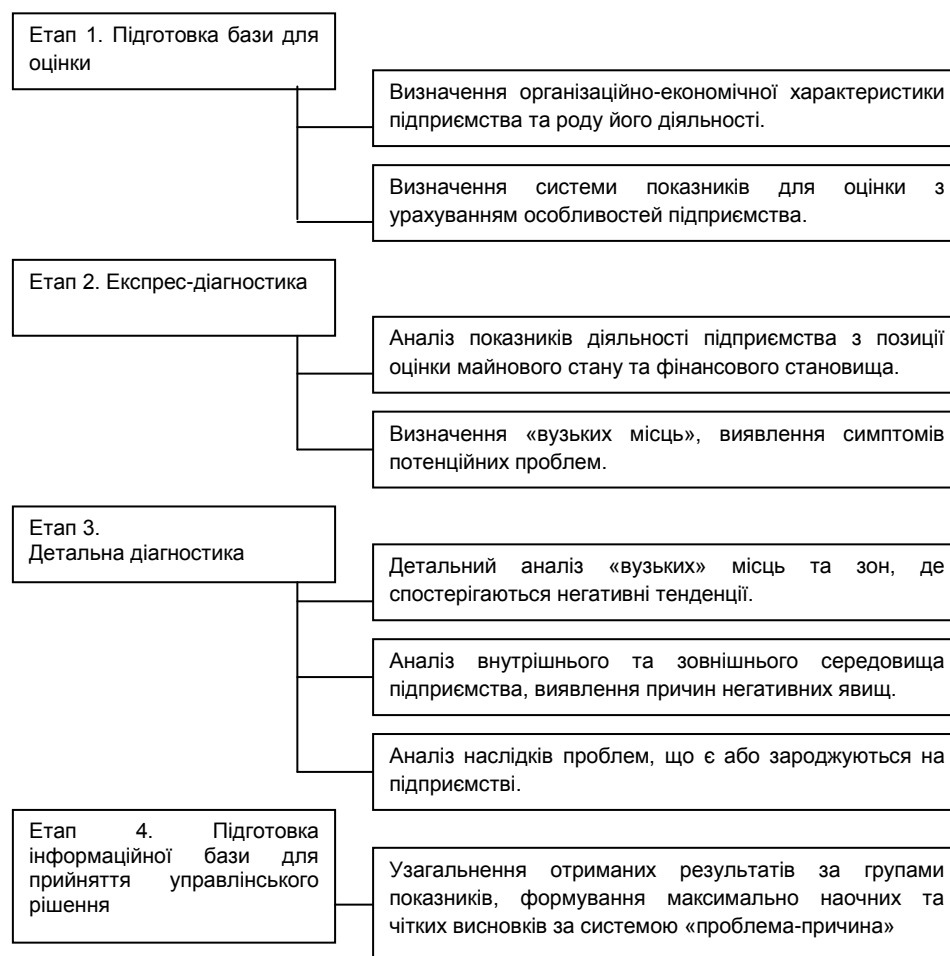 Етап 1. Підготовка бази для
оцінки
Визначення організаційно-економічної характеристики
підприємства та роду його діяльності.
Визначення системи показників для оцінки з
урахуванням особливостей підприємства.
Етап 2. Експрес-діагностика
Аналіз показників діяльності підприємства з позиції
оцінки майнового стану та фінансового становища.
Визначення «вузьких місць», виявлення симптомів
потенційних проблем.
Етап 3.
Детальна діагностика
Детальний аналіз «вузьких» місць та зон, де
спостерігаються негативні тенденції.
Аналіз внутрішнього та зовнішнього середовища
підприємства, виявлення причин негативних явищ.
Аналіз наслідків проблем, що є або зароджуються на
підприємстві.
Етап 4. Підготовка
інформаційної бази для
прийняття управлінського
рішення
Узагальнення отриманих результатів за групами
показників, формування максимально наочних та
чітких висновків за системою «проблема-причина»